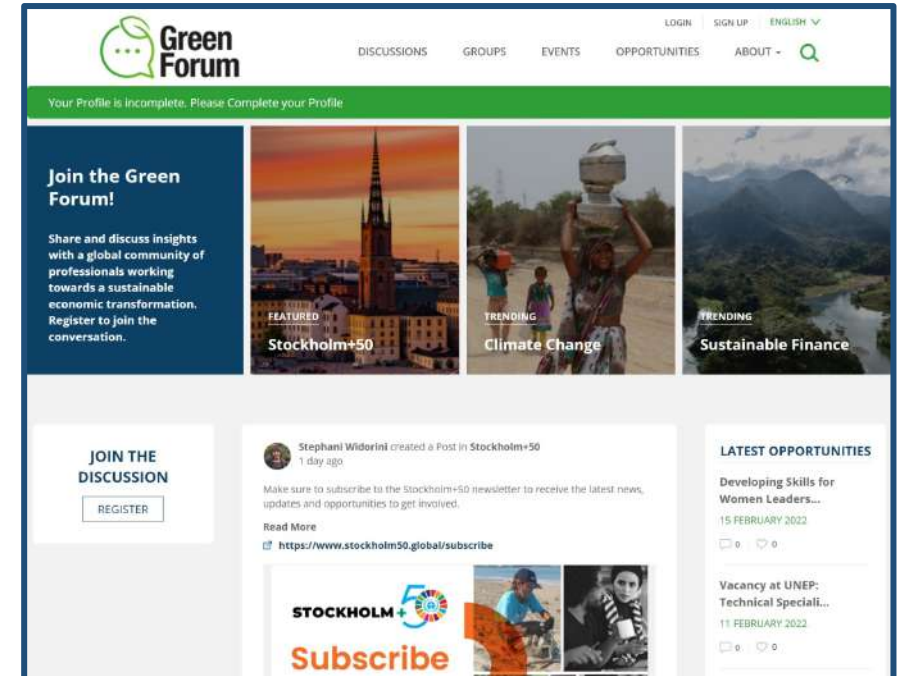 Green
Forum
LOGIN
SIGN UP
ENGLISH
DISCUSSIONS
GROUPS
EVENTS
OPPORTUNITIES
ABOUT
Your Profile is incomplete. Please Complete your Profile
Join the Green
Forum!
Share and discuss insights
with a global community of
professionals working
towards a sustainable
economic transformation.
Register to join the
conversation.
FEATURED
Stockholm+50
TRENDING
Climate Change
TRENDING
Sustainable Finance
JOIN THE
DISCUSSION
REGISTER
Stephani Widorini created a Post in Stockholm+50
1 day ago
Make sure to subscribe to the Stockholm+50 newsletter to receive the latest news,
updates and opportunities to get involved.
Read More
https://www.stockholm50.global/subscribe
STOCKHOLM+50
Subscribe
LATEST OPPORTUNITIES
Developing Skills for
Women Leaders...
15 FEBRUARY 2022
0 0
Vacancy at UNEP:
Technical Speciali...
11 FEBRUARY 2022
0 0